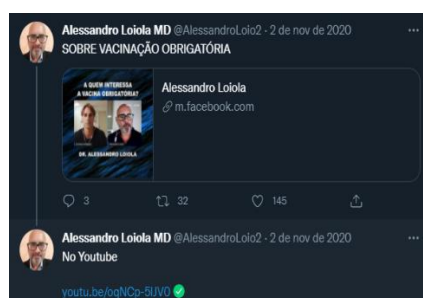 Alessandro Loiola MD @AlessandroLoio2 · 2 de nov de 2020 ...
SOBRE VACINAÇÃO OBRIGATÓRIA
A QUEM INTERESSA
A VACINA OBRIGATÓRIA?
DR. ALESSANDRO LOIOLA
Alessandro Loiola
m.facebook.com
3 32 145
Alessandro Loiola MD @AlessandroLoio2 · 2 de nov de 2020 ...
No Youtube
youtu.be/oqNCp-5IJV0